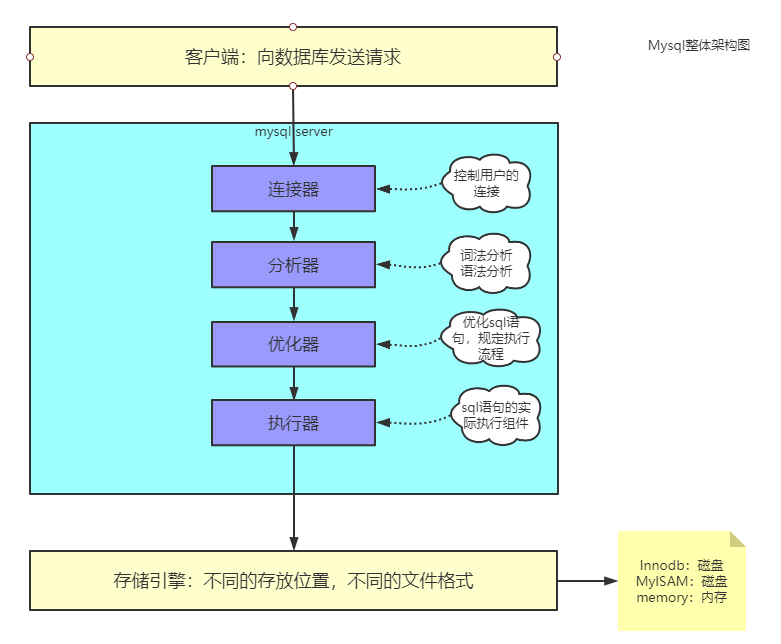 客户端：向数据库发送请求
Mysql整体架构图
mysql server
连接器
控制用户的
连接
分析器
词法分析
语法分析
优化器
优化sql语
句，规定执行
流程
执行器
sql语句的实
际执行组件
存储引擎：不同的存放位置，不同的文件格式
Innodb：磁盘
MyISAM：磁盘
memory：内存